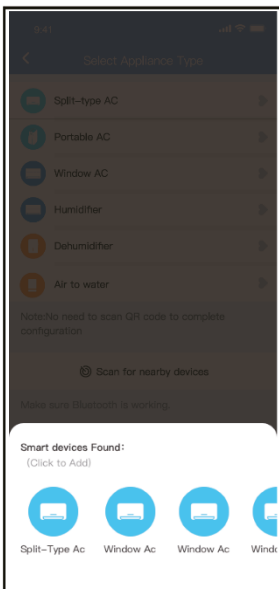 9:41
Select Appliance Type
Split-type AC
Portable AC
Window AC
Humidifier
Dehumidifier
Air to water
Note:No need to scan QR code to complete
configuration
Scan for nearby devices
Make sure Bluetooth is working.
Smart devices Found:
(Click to Add)
Split-Type Ac Window Ac Window Ac